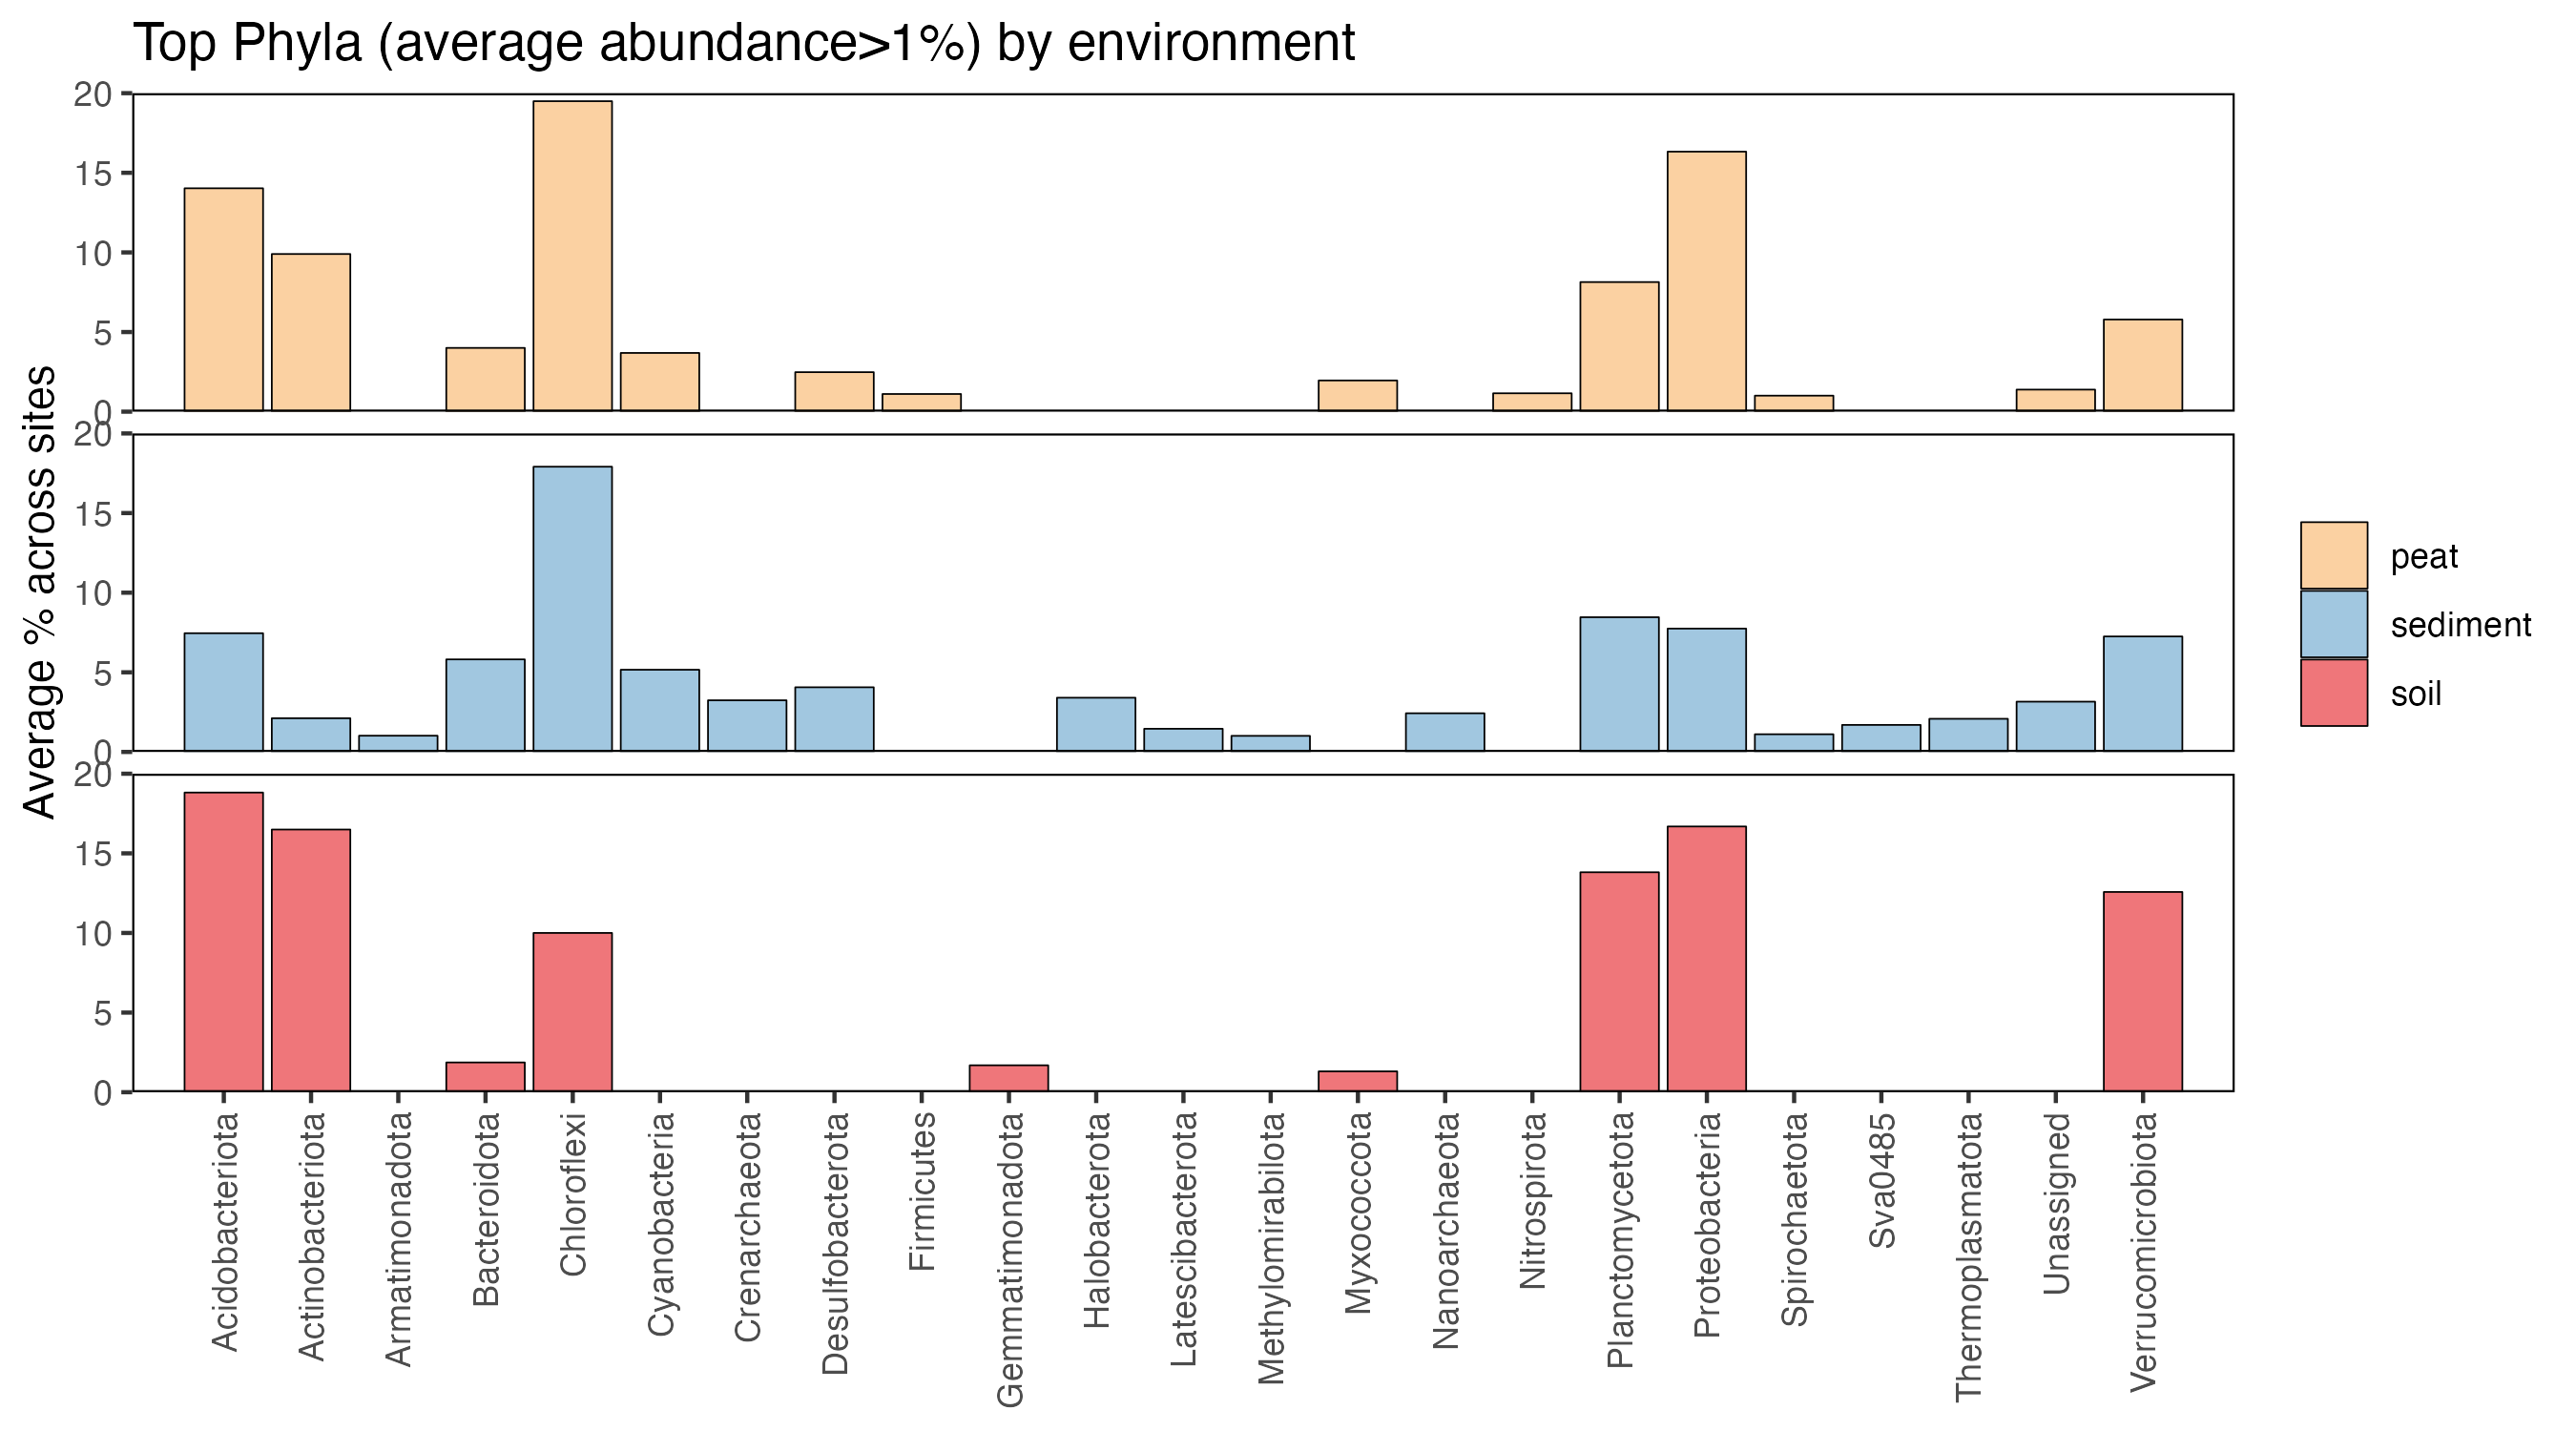 Top Phyla (average abundance>1%) by environment
Average % across sites
20
15
10
5
0
20
15
10
5
0
20
15
10
5
0
peat
sediment
soil
Acidobacteriota
Actinobacteriota
Armatimonadota
Bacteroidota
Chloroflexi
Cyanobacteria
Crenarchaeota
Desulfobacterota
Firmicutes
Gemmatimonadota
Halobacterota
Latescibacterota
Methylomirabilota
Myxococcota
Nanoarchaeota
Nitrospirota
Planctomycetota
Proteobacteria
Spirochaetota
Sva0485
Thermoplasmatota
Unassigned
Verrucomicrobiota